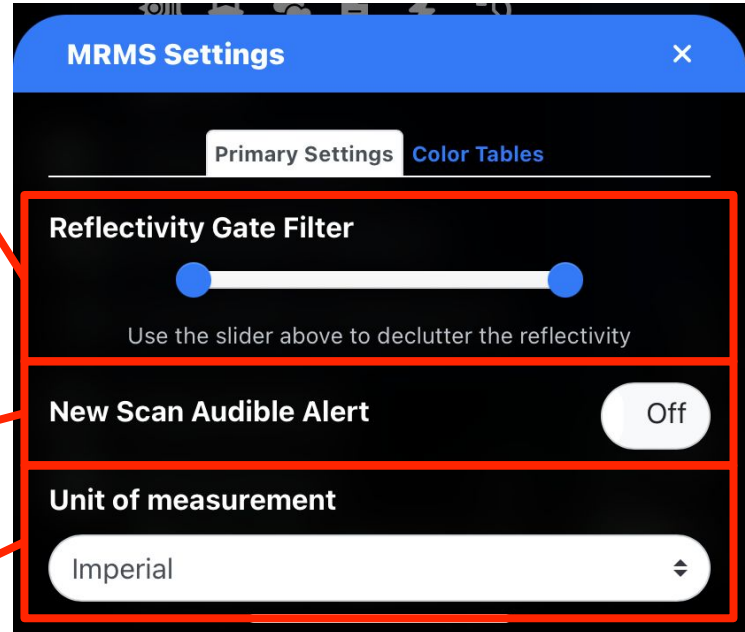 MRMS Settings ×
Primary Settings Color Tables
Reflectivity Gate Filter
Use the slider above to declutter the reflectivity
New Scan Audible Alert Off
Unit of measurement
Imperial